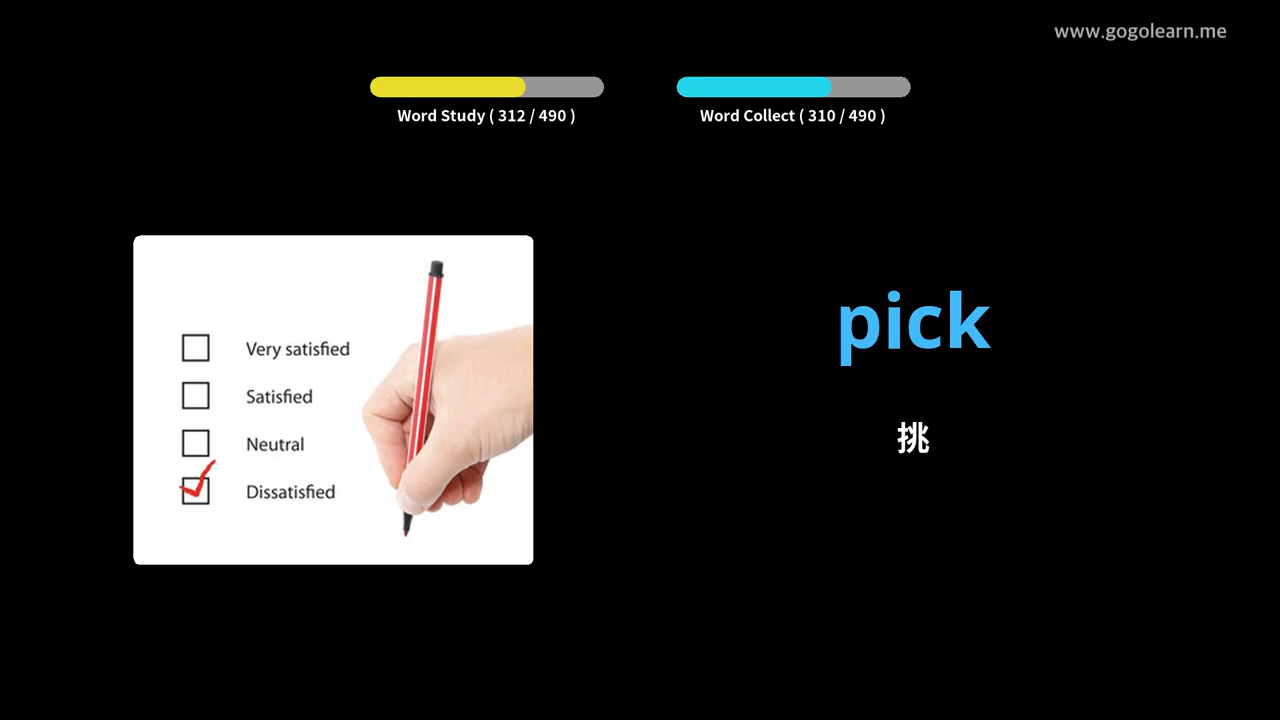 www.gogolearn.me
Word Study ( 312 / 490 )
Word Collect ( 310 / 490 )
Very satisfied
Satisfied
Neutral
Dissatisfied
pick
挑